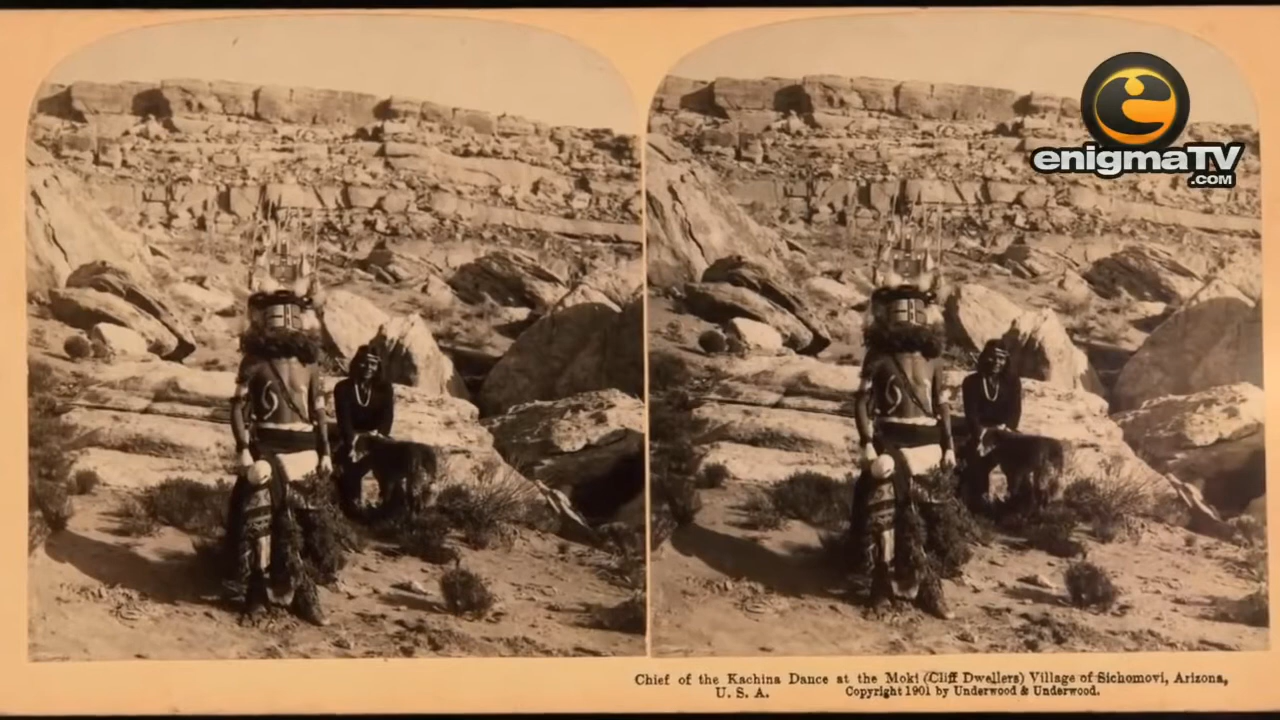 enigmaTV
.COM
Chief of the Kachina Dance at the Moki (Cliff Dwellers) Village of Sichomovi, Arizona,
U. S. A. Copyright 1901 by Underwood & Underwood.